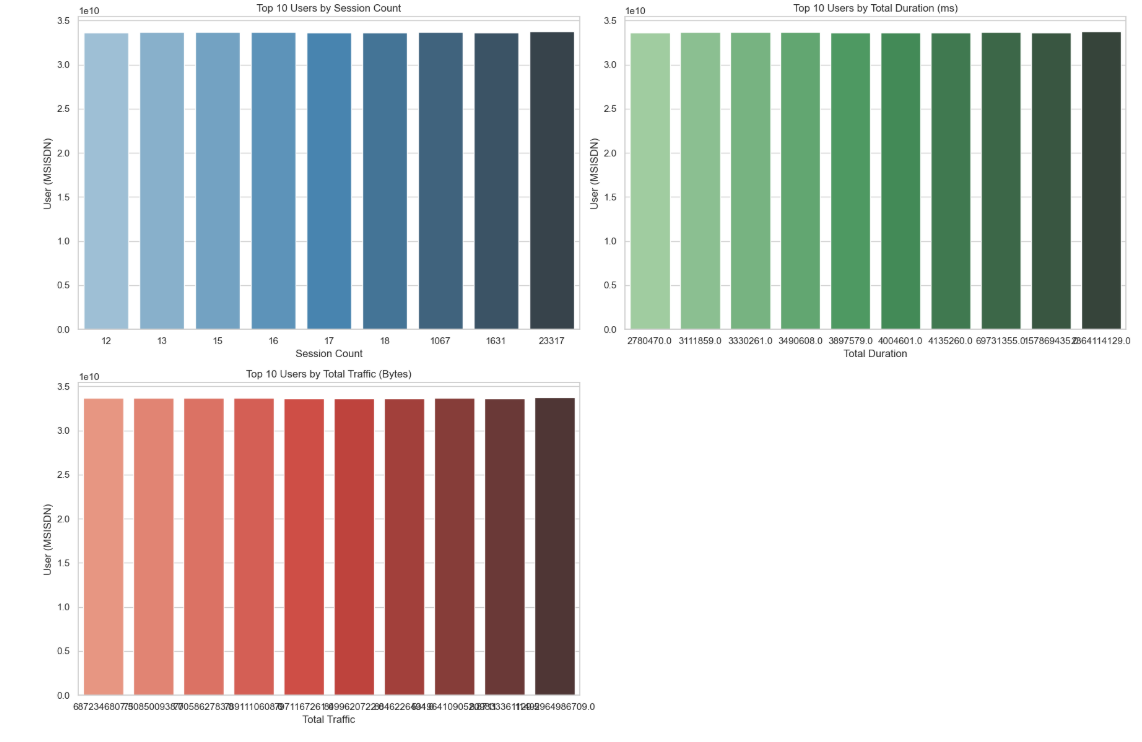 Top 10 Users by Session Count
1e10
3.5
3.0
2.5
2.0
1.5
1.0
0.5
0.0
User (MSISDN)
12 13 15 16 17 18 1067 1631 23317
Session Count
Top 10 Users by Total Duration (ms)
1e10
3.5
3.0
2.5
2.0
1.5
1.0
0.5
0.0
User (MSISDN)
2780470.0 3111859.0 3330261.0 3490608.0 3897579.0 4004601.0 4135260.0 69731355.0
Total Duration
Top 10 Users by Total Traffic (Bytes)
1e10
3.5
3.0
2.5
2.0
1.5
1.0
0.5
0.0
User (MSISDN)
Total Traffic